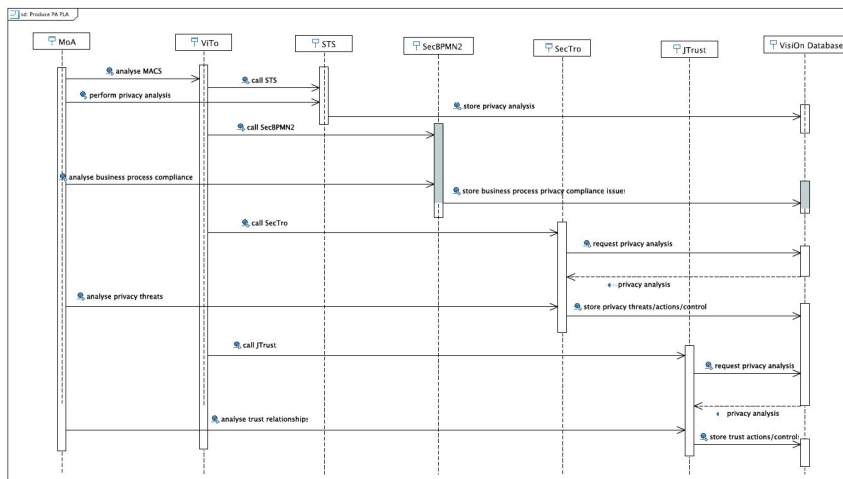 sd: Produce PA PLA
MoA
ViTo
STS
SecBPMN2
SecTro
JTrust
VisiOn Database
analyse MACS
call STS
perform privacy analysis
store privacy analysis
call SecBPMN2
analyse business process compliance
store business process privacy compliance issue
call SecTro
request privacy analysis
privacy analysis
analyse privacy threats
store privacy threats/actions/control
call JTrust
request privacy analysis
privacy analysis
analyse trust relationships
store trust actions/control